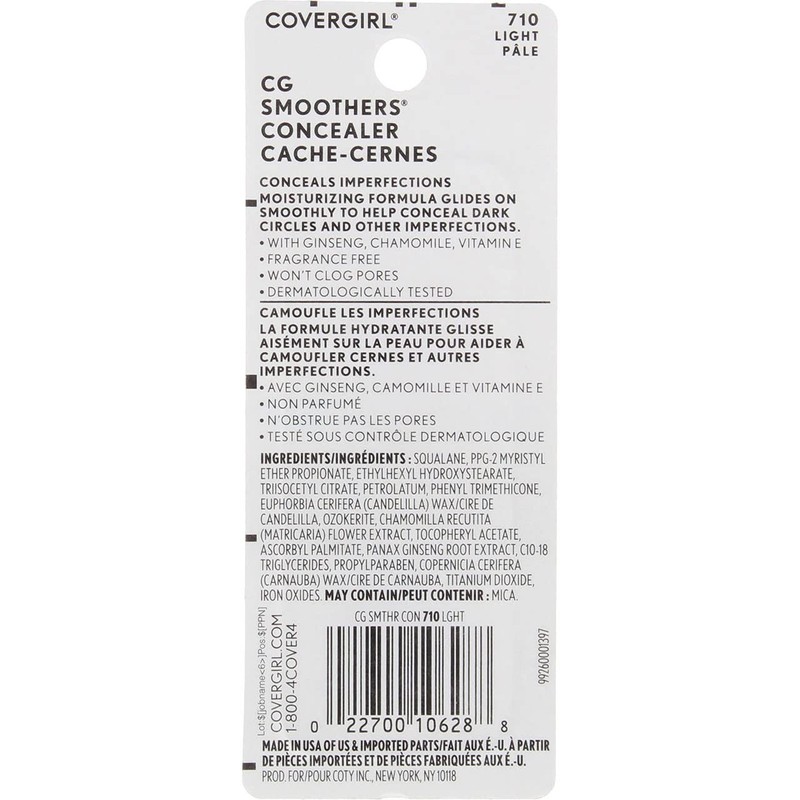 COVERGIRL®
710
LIGHT
PÂLE
CG
SMOOTHERS®
CONCEALER
CACHE-CERNES
CONCEALS IMPERFECTIONS
MOISTURIZING FORMULA GLIDES ON
SMOOTHLY TO HELP CONCEAL DARK
CIRCLES AND OTHER IMPERFECTIONS.
• WITH GINSENG, CHAMOMILE, VITAMIN E
• FRAGRANCE FREE
• WON'T CLOG PORES
• DERMATOLOGICALLY TESTED
CAMOUFLE LES IMPERFECTIONS
LA FORMULE HYDRATANTE GLISSE
AISÉMENT SUR LA PEAU POUR AIDER À
CAMOUFLER CERNES ET AUTRES
IMPERFECTIONS.
• AVEC GINSENG, CAMOMILLE ET VITAMINE E
• NON PARFUMÉ
• N'OBSTRUE PAS LES PORES
• TESTÉ SOUS CONTRÔLE DERMATOLOGIQUE
INGREDIENTS/INGRÉDIENTS : SQUALANE, PPG-2 MYRISTYL
ETHER PROPIONATE, ETHYLHEXYL HYDROXYSTEARATE,
TRIISOCETYL CITRATE, PETROLATUM, PHENYL TRIMETHICONE,
EUPHORBIA CERIFERA (CANDELILLA) WAX/CIRE DE
CANDELILLA, OZOKERITE, CHAMOMILLA RECUTITA
(MATRICARIA) FLOWER EXTRACT, TOCOPHERYL ACETATE,
ASCORBYL PALMITATE, PANAX GINSENG ROOT EXTRACT, C10-18
TRIGLYCERIDES, PROPYLPARABEN, COPERNICIA CERIFERA
(CARNAUBA) WAX/CIRE DE CARNAUBA, TITANIUM DIOXIDE,
IRON OXIDES. MAY CONTAIN/PEUT CONTENIR : MICA.
CG SMTHR CON 710 LGHT
Lot:$[jobname<6>]Pos:$[PPN]
COVERGIRL.COM
1-800-4COVER4
99260001397
0 22700 10628 8
MADE IN USA OF US & IMPORTED PARTS/FAIT AUX É.-U. À PARTIR
DE PIÈCES IMPORTÉES ET DE PIÈCES FABRIQUÉES AUX É.-U.
PROD. FOR/POUR COTY INC., NEW YORK, NY 10118